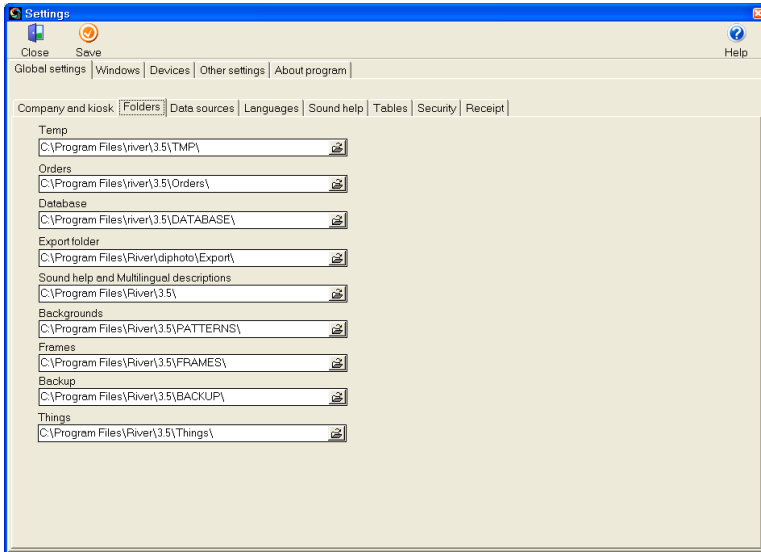 Settings
Close Save Help
Global settings Windows Devices Other settings About program
Company and kiosk Folders Data sources Languages Sound help Tables Security Receipt
Temp
C:\Program Files\river\3.5\TMP\
Orders
C:\Program Files\river\3.5\Orders\
Database
C:\Program Files\river\3.5\DATABASE\
Export folder
C:\Program Files\River\diphoto\Export\
Sound help and Multilingual descriptions
C:\Program Files\River\3.5\
Backgrounds
C:\Program Files\River\3.5\PATTERNS\
Frames
C:\Program Files\River\3.5\FRAMES\
Backup
C:\Program Files\River\3.5\BACKUP\
Things
C:\Program Files\River\3.5\Things\